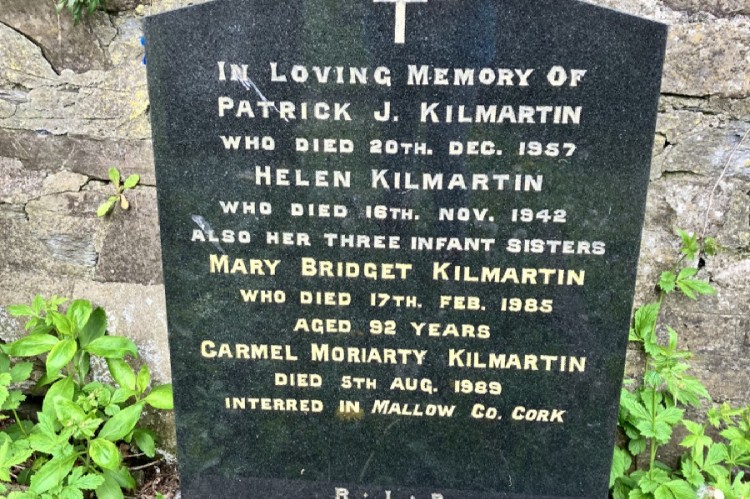 In Loving Memory Of
Patrick J. Kilmartin
who died 20th. Dec. 1957
Helen Kilmartin
who died 16th. Nov. 1942
also her three infant sisters
Mary Bridget Kilmartin
who died 17th. Feb. 1985
aged 92 years
Carmel Moriarty Kilmartin
died 5th Aug. 1989
interred in Mallow Co. Cork
R.I.P.